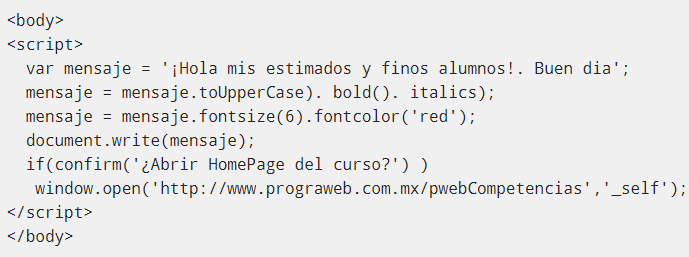 <body>
<script>
var mensaje = '¡Hola mis estimados y finos alumnos!. Buen dia';
mensaje = mensaje.toUpperCase). bold(). italics);
mensaje = mensaje.fontsize(6).fontcolor('red');
document.write(mensaje);
if(confirm('¿Abrir HomePage del curso?') )
window.open('http://www.prograweb.com.mx/pwebCompetencias','_self');
</script>
</body>